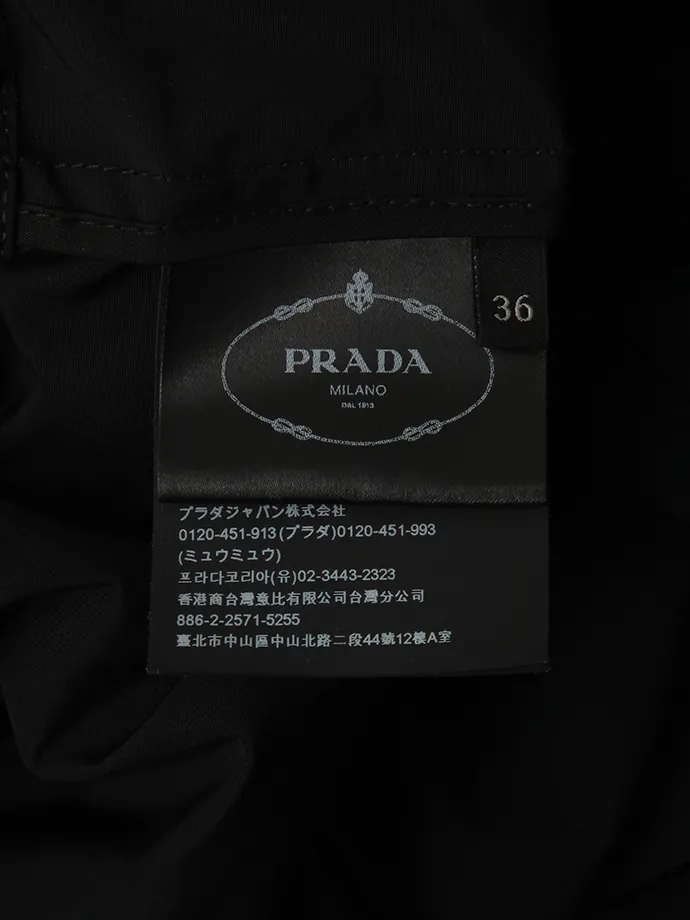 36
PRADA
MILANO
DAL 1913
プラダジャパン株式会社
0120-451-913(プラダ)0120-451-993
(ミュウミュウ)
프라다코리아(유)02-3443-2323
香港商台灣意比有限公司台灣分公司
886-2-2571-5255
臺北市中山區中山北路二段44號12樓A室